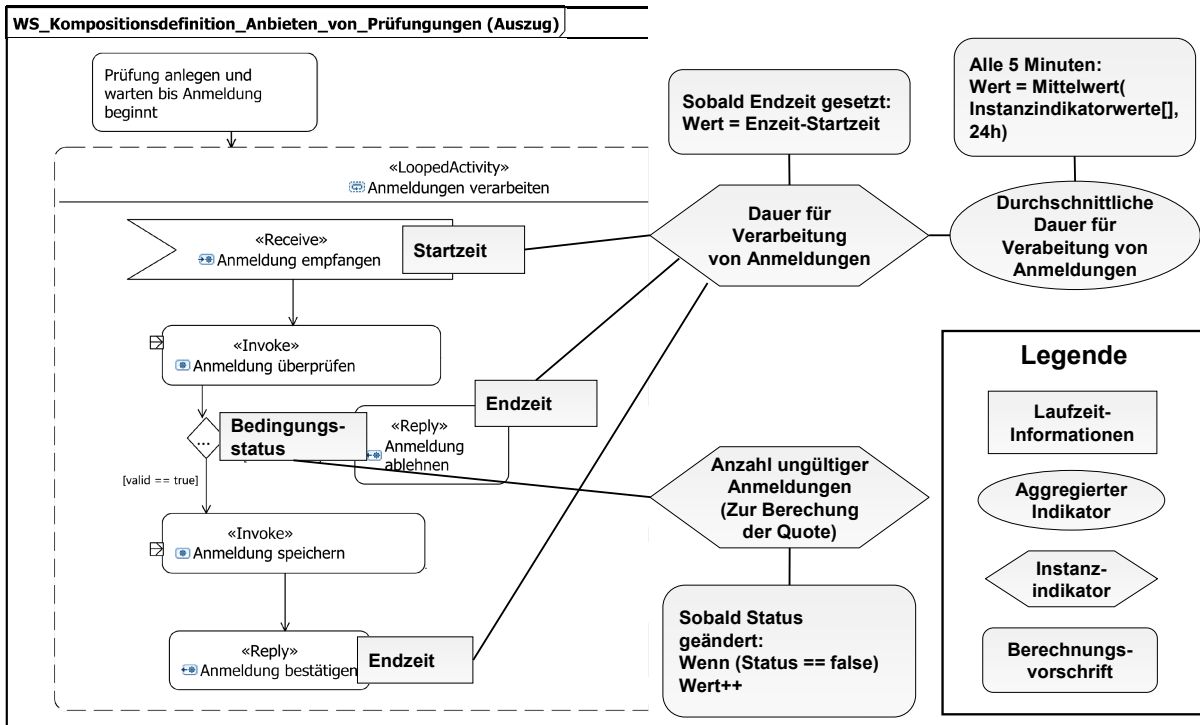 WS_Kompositionsdefinition_Anbieten_von_Prüfungungen (Auszug)
Prüfung anlegen und
warten bis Anmeldung
beginnt
«LoopedActivity»
Anmeldungen verarbeiten
«Receive»
Anmeldung empfangen
Startzeit
«Invoke»
Anmeldung überprüfen
...
Bedingungs-
status
«Reply»
Anmeldung
ablehnen
Endzeit
[valid == true]
«Invoke»
Anmeldung speichern
«Reply»
Anmeldung bestätigen
Endzeit
Sobald Endzeit gesetzt:
Wert = Enzeit-Startzeit
Alle 5 Minuten:
Wert = Mittelwert(
Instanzindikatorwerte[],
24h)
Dauer für
Verarbeitung
von Anmeldungen
Durchschnittliche
Dauer für
Verabeitung von
Anmeldungen
Anzahl ungültiger
Anmeldungen
(Zur Berechung
der Quote)
Sobald Status
geändert:
Wenn (Status == false)
Wert++
Legende
Laufzeit-
Informationen
Aggregierter
Indikator
Instanz-
indikator
Berechnungs-
vorschrift